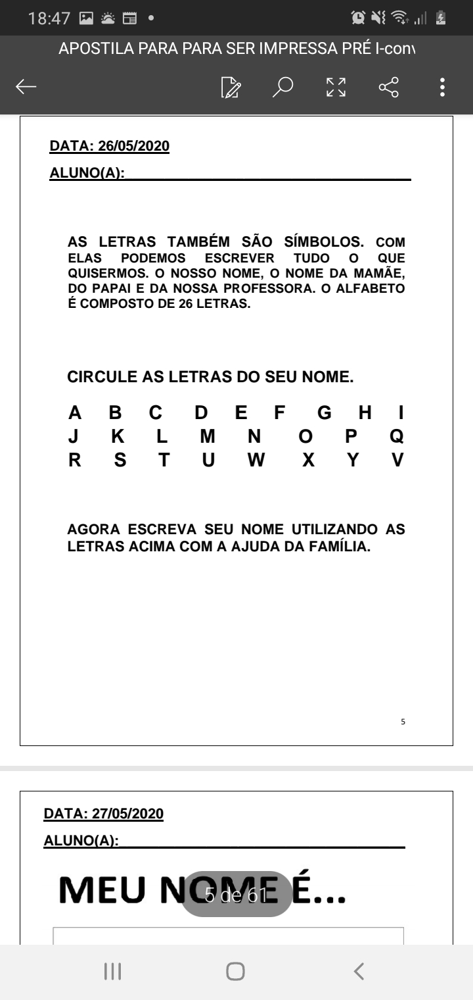 18:47
APOSTILA PARA PARA SER IMPRESSA PRÉ I-conv
DATA: 26/05/2020
ALUNO(A):
AS LETRAS TAMBÉM SÃO SÍMBOLOS. COM
ELAS PODEMOS ESCREVER TUDO O QUE
QUISERMOS. O NOSSO NOME, O NOME DA MAMÃE,
DO PAPAI E DA NOSSA PROFESSORA. O ALFABETO
É COMPOSTO DE 26 LETRAS.
CIRCULE AS LETRAS DO SEU NOME.
A B C D E F G H I
J K L M N O P Q
R S T U W X Y V
AGORA ESCREVA SEU NOME UTILIZANDO AS
LETRAS ACIMA COM A AJUDA DA FAMÍLIA.
5
DATA: 27/05/2020
ALUNO(A):
MEU NOME É...
5 de 61